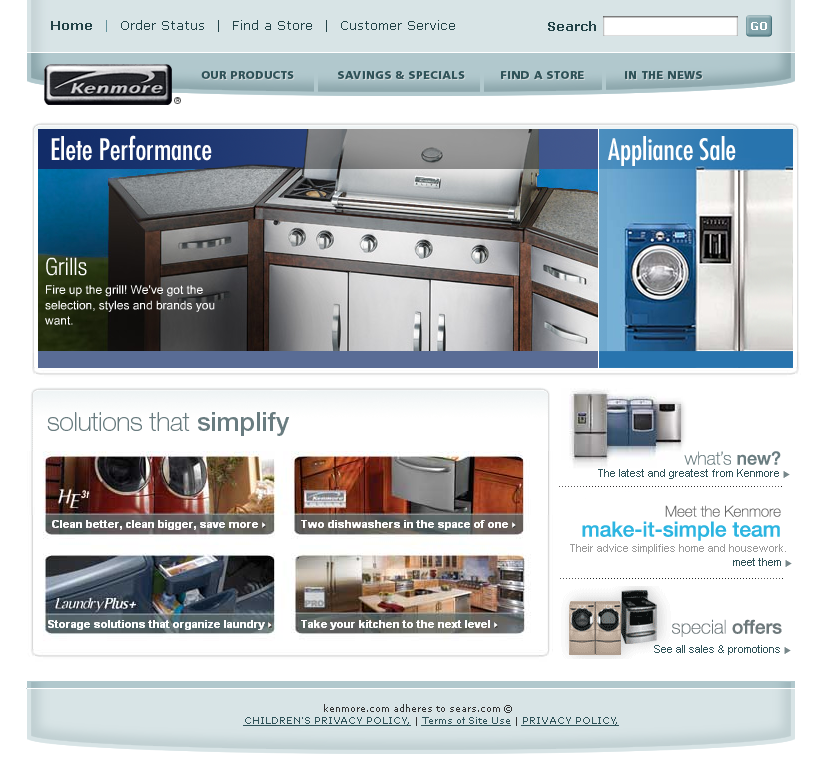 Home | Order Status | Find a Store | Customer Service
Search GO
Kenmore ®
OUR PRODUCTS
SAVINGS & SPECIALS
FIND A STORE
IN THE NEWS
Elete Performance
Appliance Sale
Grills
Fire up the grill! We've got the
selection, styles and brands you
want.
solutions that simplify
HE3t
Clean better, clean bigger, save more
Kenmore
Two dishwashers in the space of one
Laundry Plus+
Storage solutions that organize laundry
PRO
Take your kitchen to the next level
what's new?
The latest and greatest from Kenmore
Meet the Kenmore
make-it-simple team
Their advice simplifies home and housework.
meet them
special offers
See all sales & promotions
kenmore.com adheres to sears.com ©
CHILDREN'S PRIVACY POLICY, | Terms of Site Use | PRIVACY POLICY,